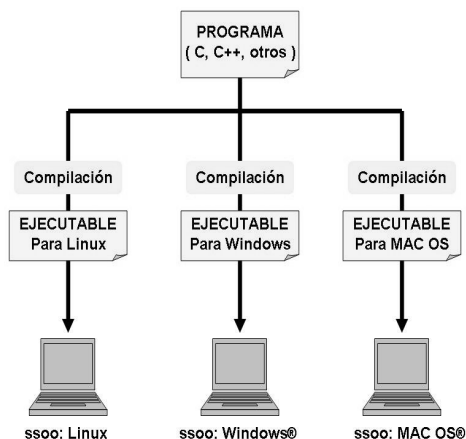 PROGRAMA
( C, C++, otros )
Compilación
Compilación
Compilación
EJECUTABLE
Para Linux
EJECUTABLE
Para Windows
EJECUTABLE
Para MAC OS
ssoo: Linux
ssoo: Windows®
ssoo: MAC OS®